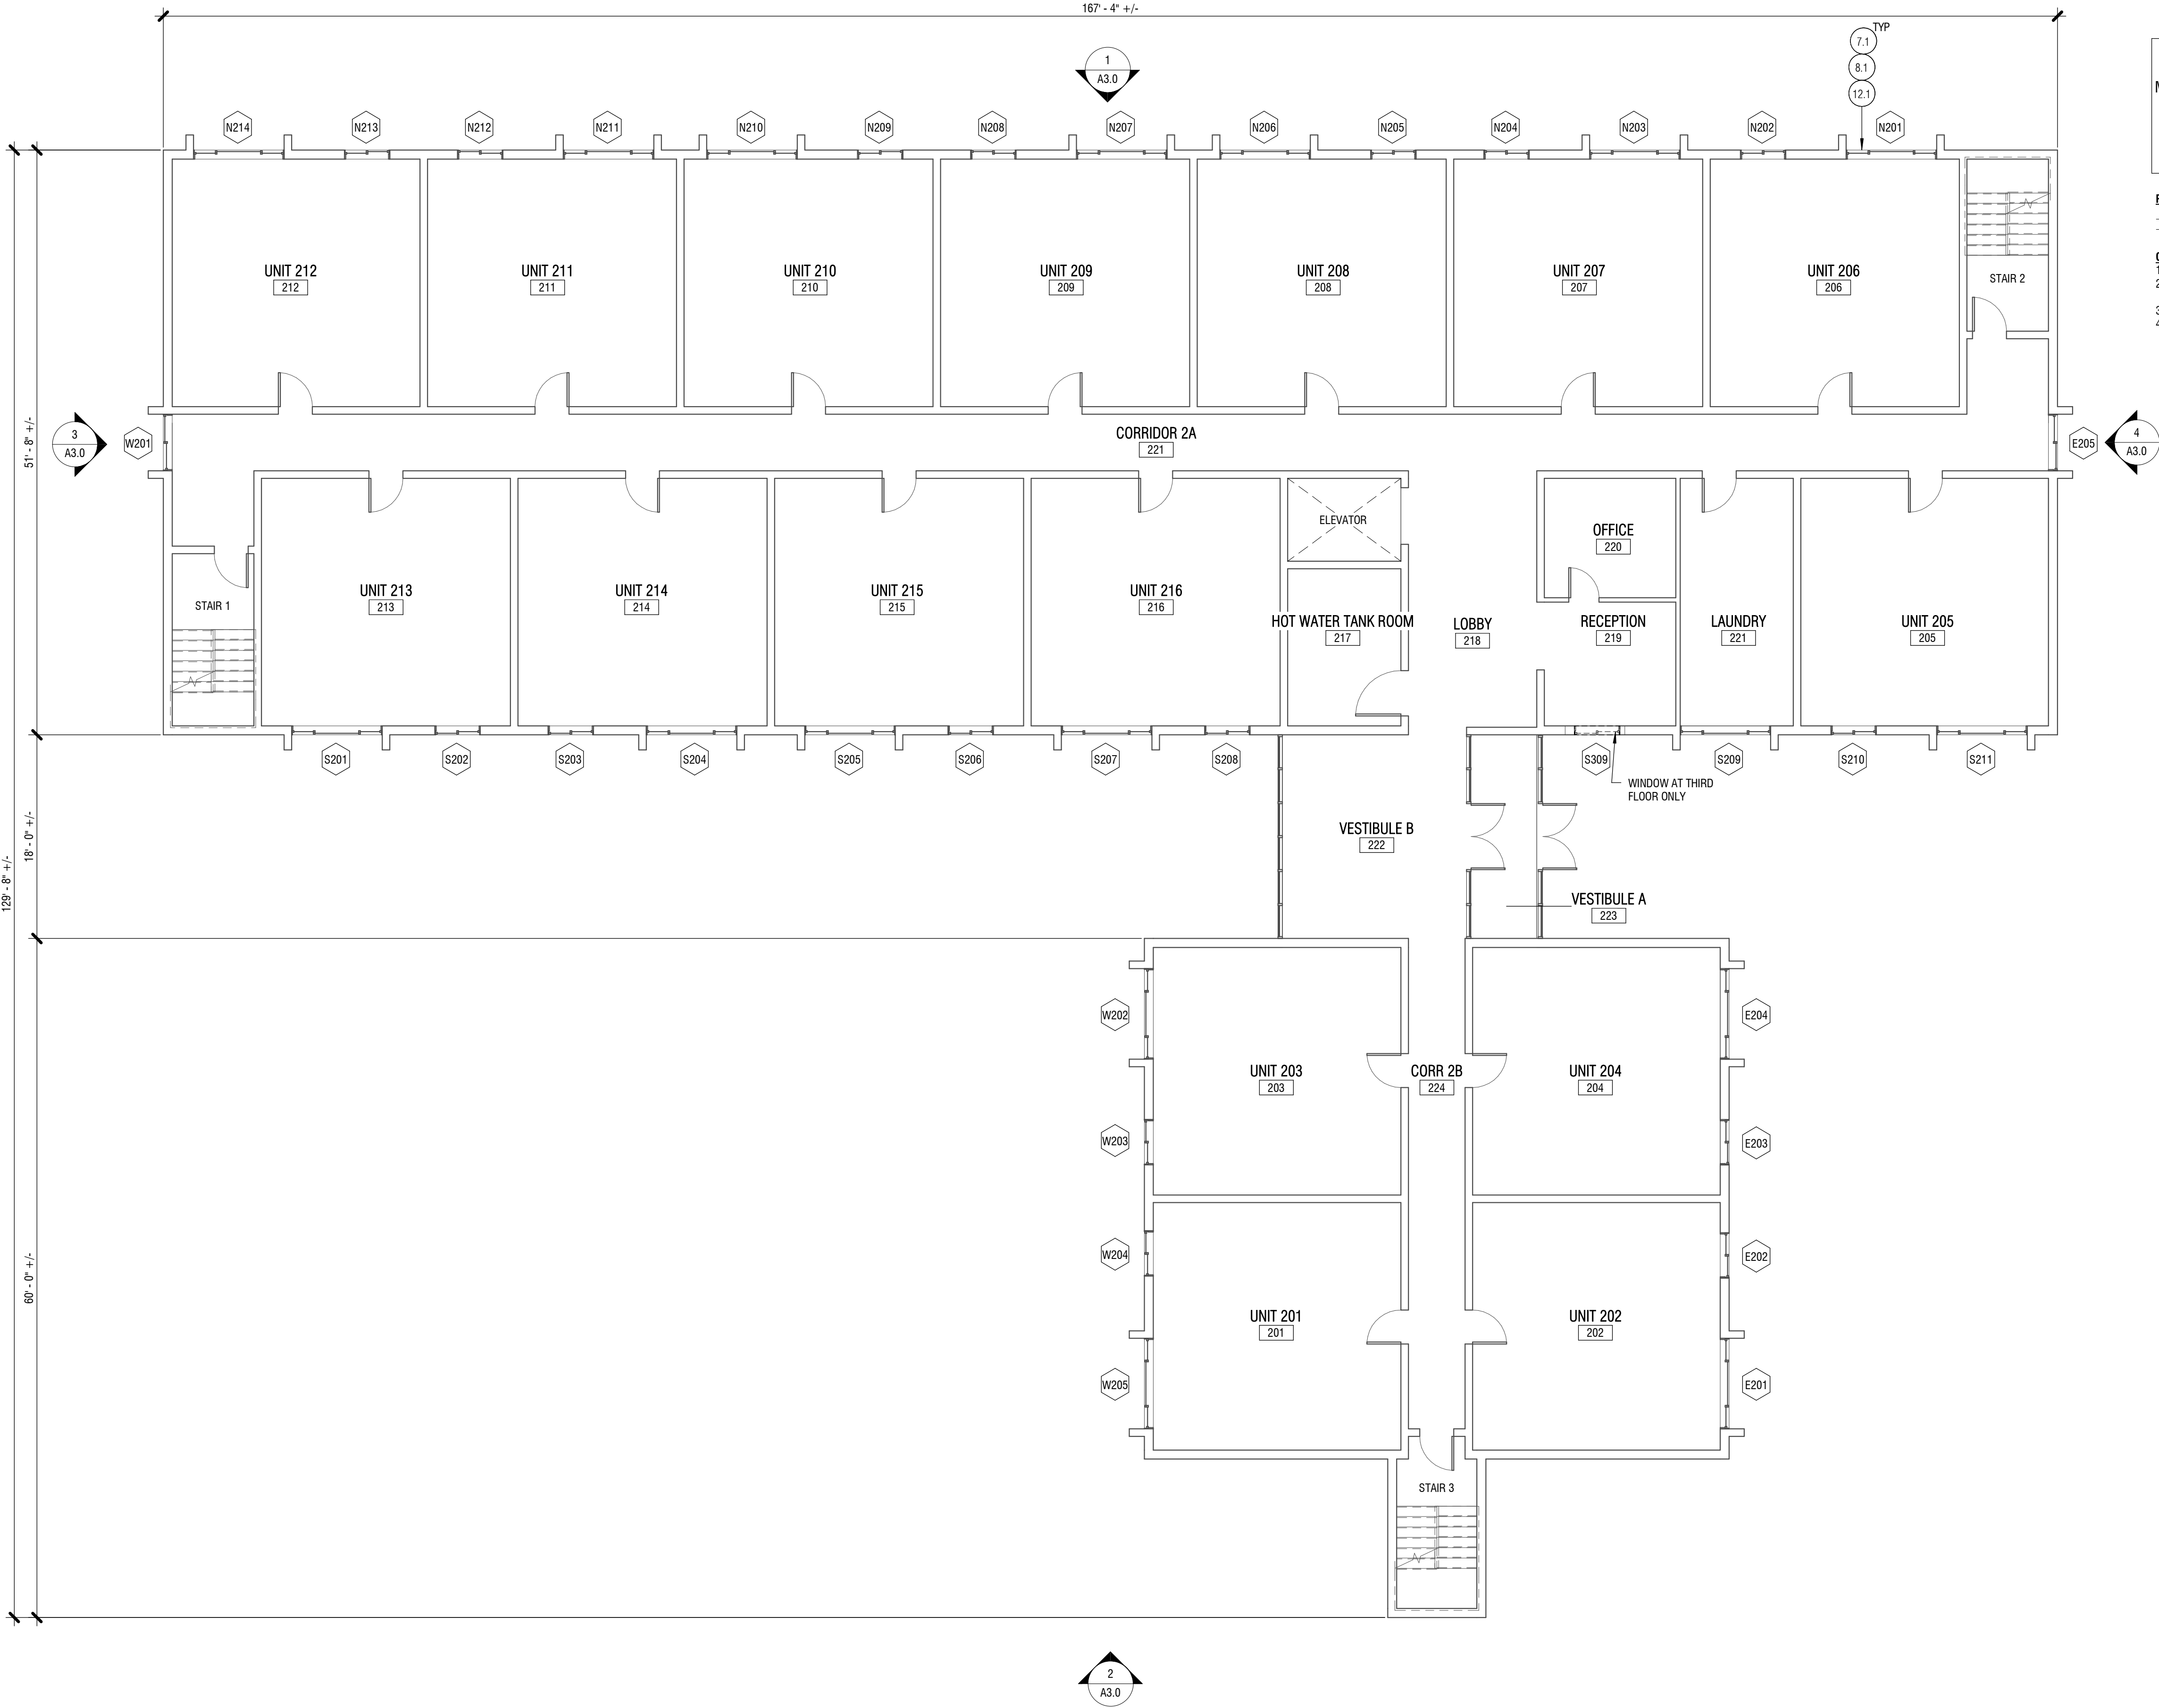 167' - 4" +/-
TYP
7.1
8.1
12.1
1
A3.0
N214
N213
N212
N211
N210
N209
N208
N207
N206
N205
N204
N203
N202
N201
UNIT 212
212
UNIT 211
211
UNIT 210
210
UNIT 209
209
UNIT 208
208
UNIT 207
207
UNIT 206
206
STAIR 2
51' - 8" +/-
3
A3.0
W201
CORRIDOR 2A
221
E205
4
A3.0
STAIR 1
UNIT 213
213
UNIT 214
214
UNIT 215
215
UNIT 216
216
ELEVATOR
HOT WATER TANK ROOM
217
LOBBY
218
OFFICE
220
RECEPTION
219
LAUNDRY
221
UNIT 205
205
S201
S202
S203
S204
S205
S206
S207
S208
S309
S209
S210
S211
WINDOW AT THIRD
FLOOR ONLY
18' - 0" +/-
129' - 8" +/-
VESTIBULE B
222
VESTIBULE A
223
W202
E204
UNIT 203
203
CORR 2B
224
UNIT 204
204
W203
E203
W204
E202
60' - 0" +/-
UNIT 201
201
UNIT 202
202
W205
E201
STAIR 3
2
A3.0